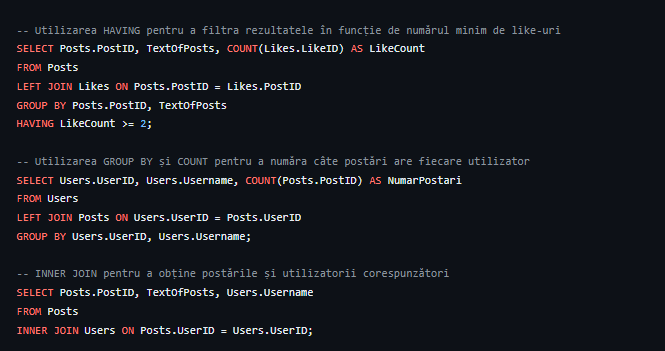 -- Utilizarea HAVING pentru a filtra rezultatele în funcție de numărul minim de like-uri
SELECT Posts.PostID, TextOfPosts, COUNT(Likes.LikeID) AS LikeCount
FROM Posts
LEFT JOIN Likes ON Posts.PostID = Likes.PostID
GROUP BY Posts.PostID, TextOfPosts
HAVING LikeCount >= 2;
-- Utilizarea GROUP BY și COUNT pentru a număra câte postări are fiecare utilizator
SELECT Users.UserID, Users.Username, COUNT(Posts.PostID) AS NumarPostari
FROM Users
LEFT JOIN Posts ON Users.UserID = Posts.UserID
GROUP BY Users.UserID, Users.Username;
-- INNER JOIN pentru a obține postările și utilizatorii corespunzători
SELECT Posts.PostID, TextOfPosts, Users.Username
FROM Posts
INNER JOIN Users ON Posts.UserID = Users.UserID;